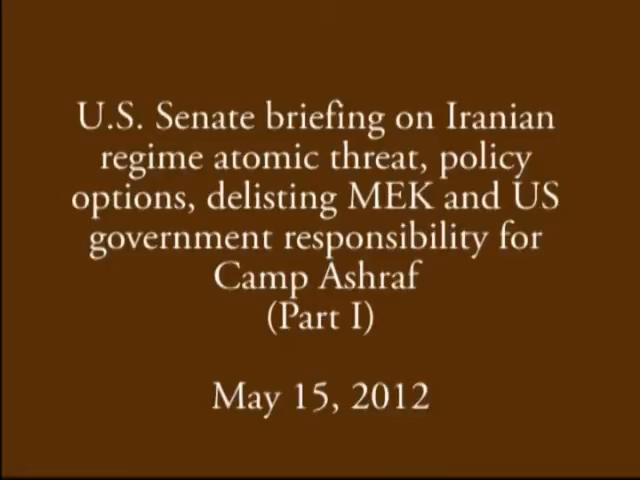 U.S. Senate briefing on Iranian
regime atomic threat, policy
options, delisting MEK and US
government responsibility for
Camp Ashraf
(Part I)
May 15, 2012